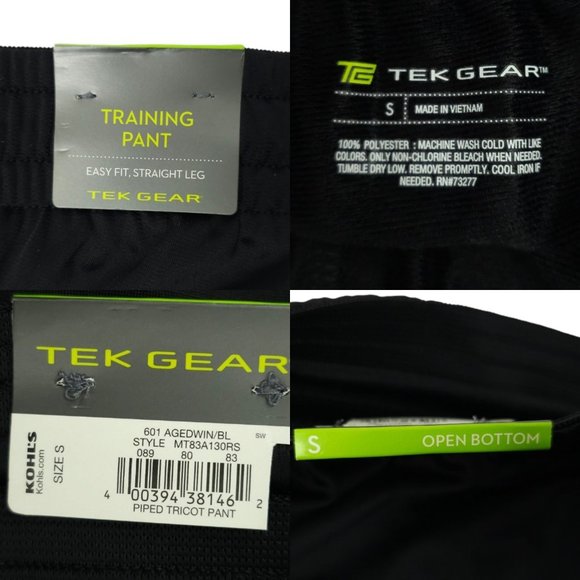 TRAINING
PANT
EASY FIT, STRAIGHT LEG
TEK GEAR
TG TEK GEAR™
S MADE IN VIETNAM
100% POLYESTER : MACHINE WASH COLD WITH LIKE
COLORS. ONLY NON-CHLORINE BLEACH WHEN NEEDED.
TUMBLE DRY LOW. REMOVE PROMPTLY. COOL IRON IF
NEEDED. RN#73277
TEK GEAR
KOHL'S
Kohls.com
SIZE S
601 AGEDWIN/BL SW
STYLE MT83A130RS
089 80 83
4 00394 38146 2
PIPED TRICOT PANT
S OPEN BOTTOM